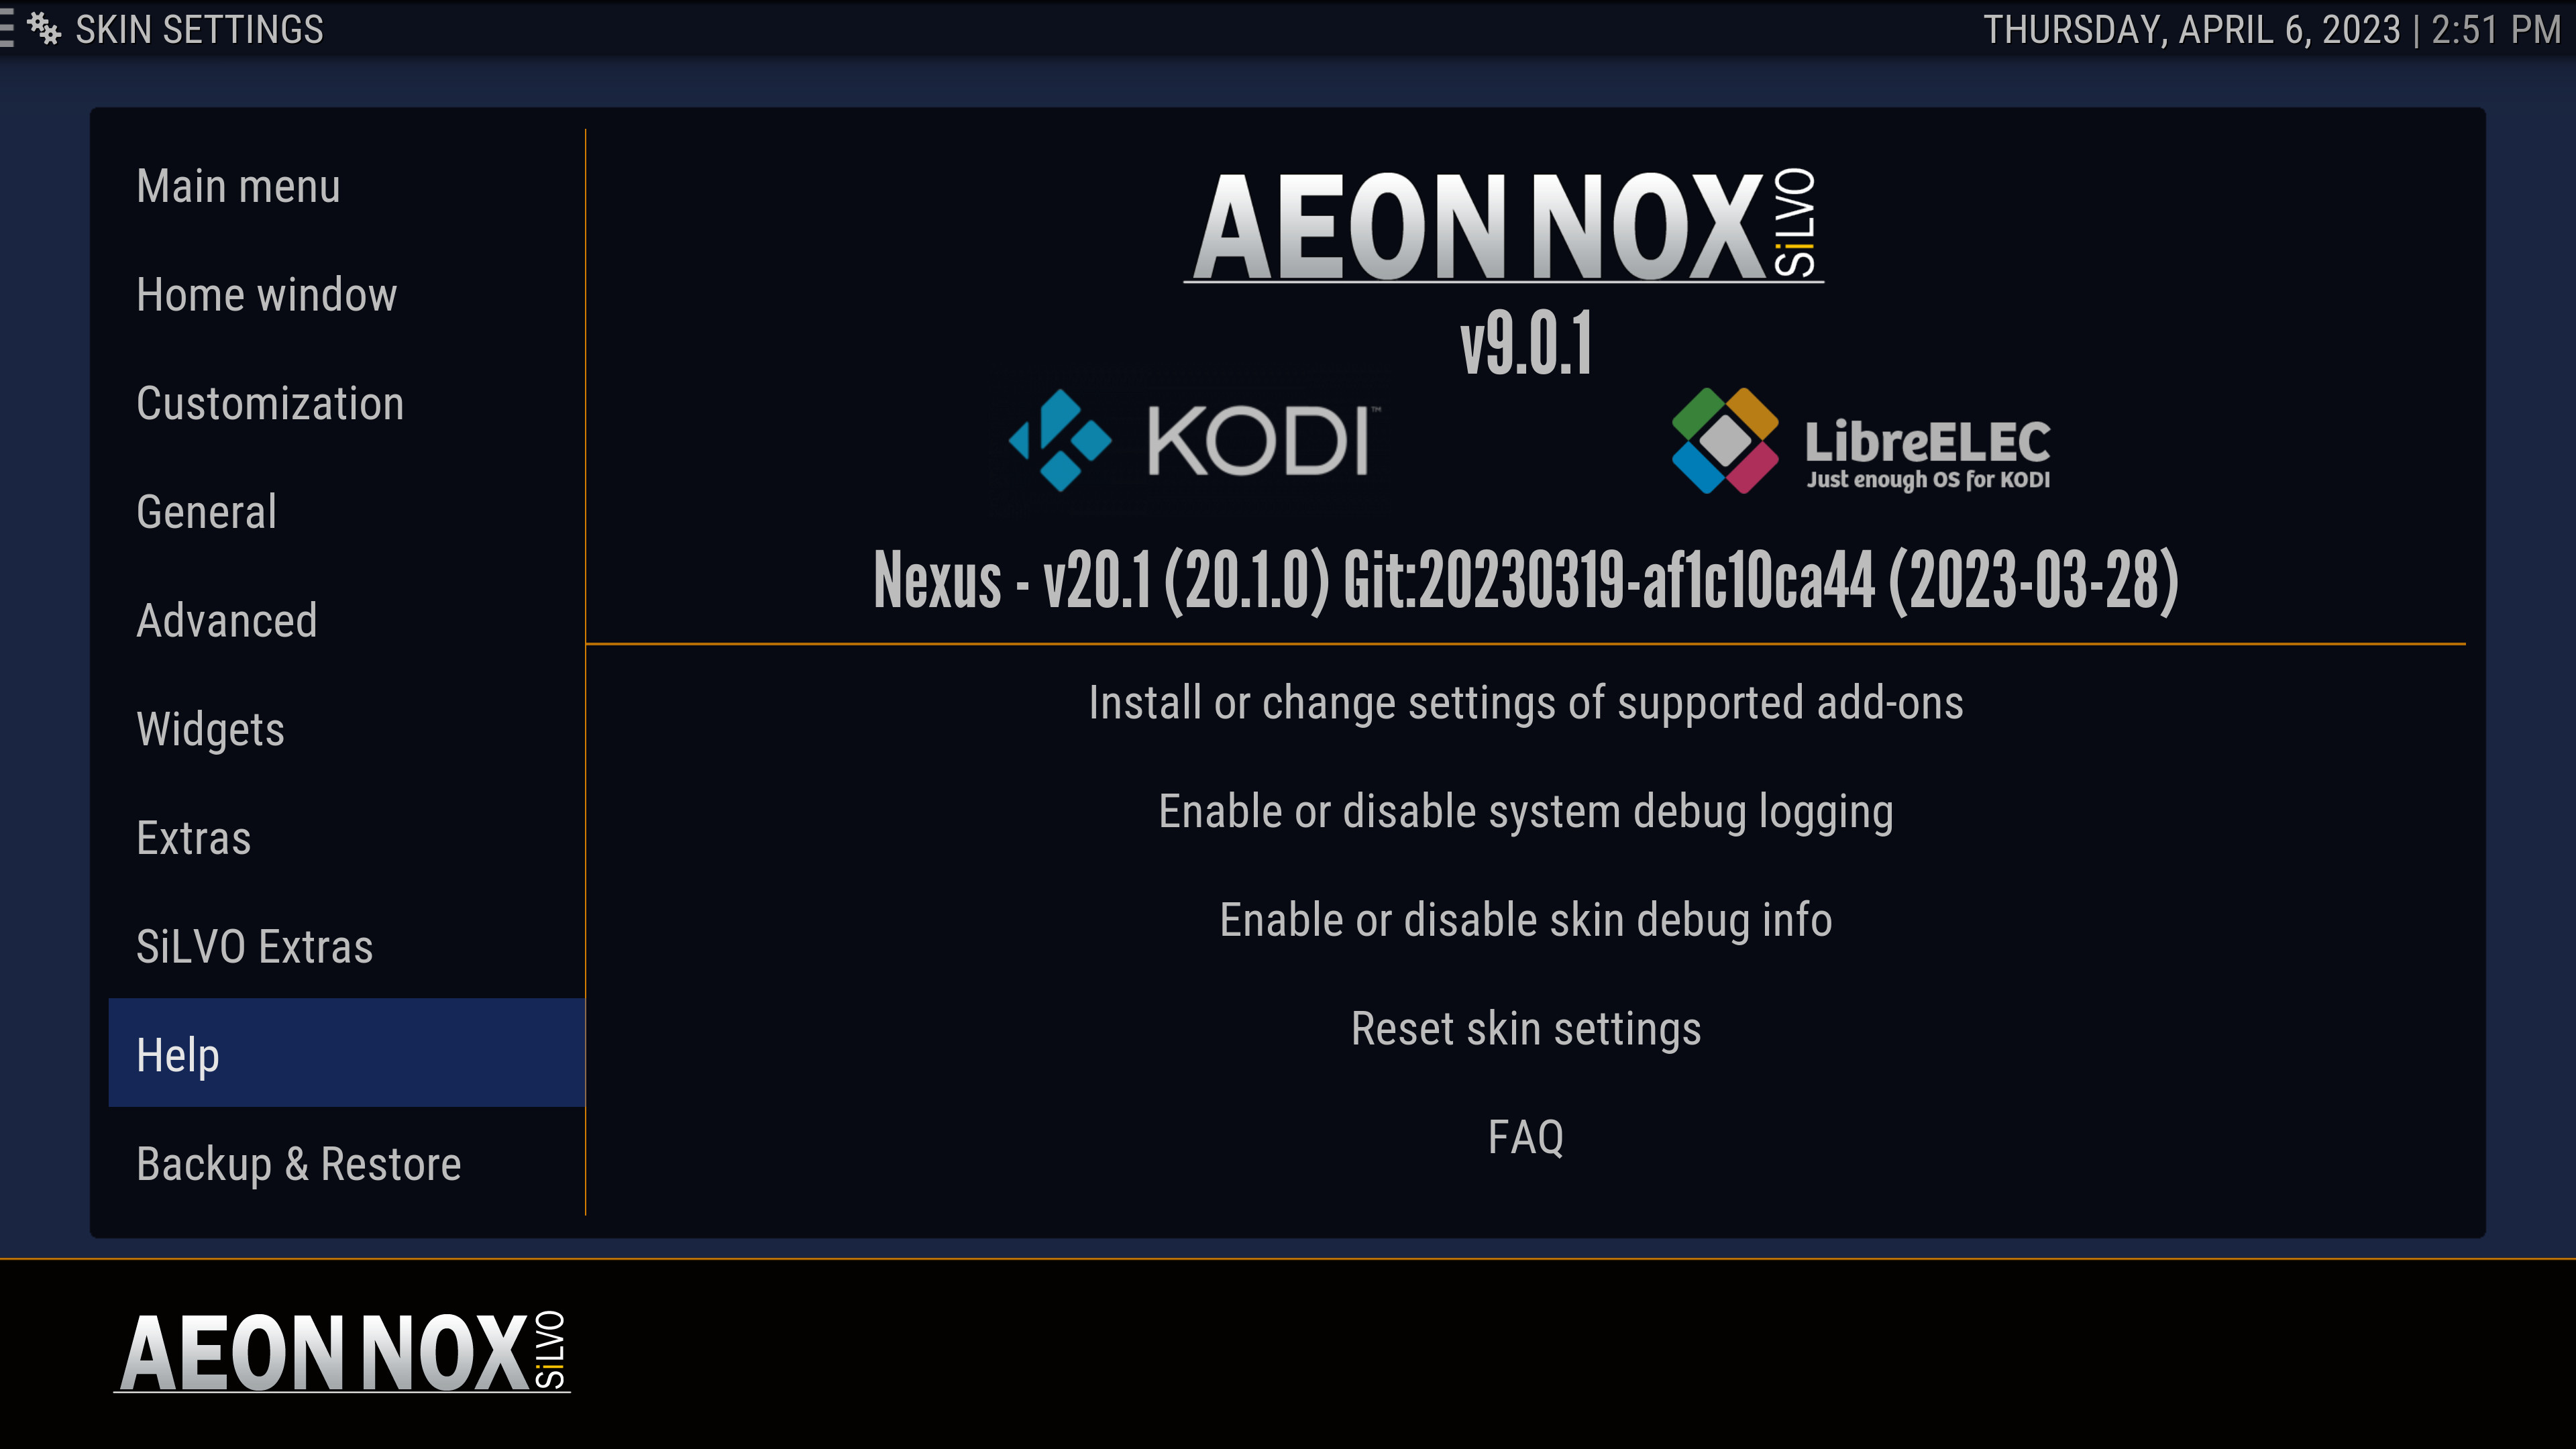 SKIN SETTINGS
THURSDAY, APRIL 6, 2023 | 2:51 PM
Main menu
Home window
Customization
General
Advanced
Widgets
Extras
SiLVO Extras
Help
Backup & Restore
AEON NOX SiLVO
v9.0.1
KODI™
LibreELEC
Just enough OS for KODI
Nexus - v20.1 (20.1.0) Git:20230319-af1c10ca44 (2023-03-28)
Install or change settings of supported add-ons
Enable or disable system debug logging
Enable or disable skin debug info
Reset skin settings
FAQ
AEON NOX SiLVO